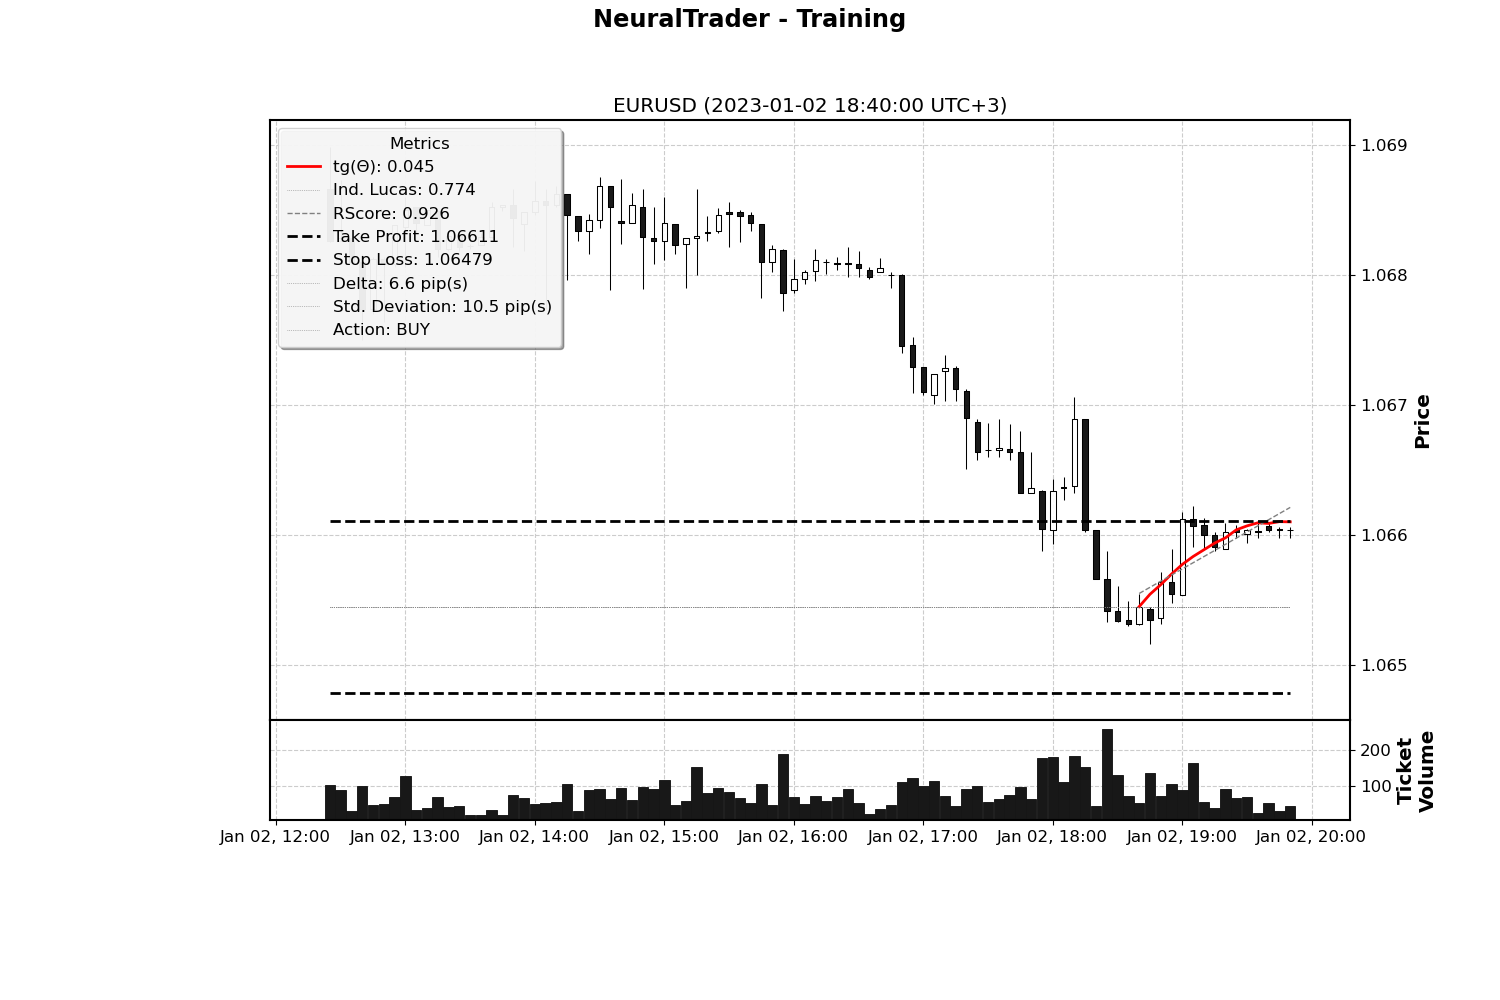 NeuralTrader - Training
EURUSD (2023-01-02 18:40:00 UTC+3)
Metrics
tg(Θ): 0.045
Ind. Lucas: 0.774
RScore: 0.926
Take Profit: 1.06611
Stop Loss: 1.06479
Delta: 6.6 pip(s)
Std. Deviation: 10.5 pip(s)
Action: BUY
1.069
1.068
1.067
1.066
1.065
Price
200
100
Ticket
Volume
Jan 02, 12:00
Jan 02, 13:00
Jan 02, 14:00
Jan 02, 15:00
Jan 02, 16:00
Jan 02, 17:00
Jan 02, 18:00
Jan 02, 19:00
Jan 02, 20:00